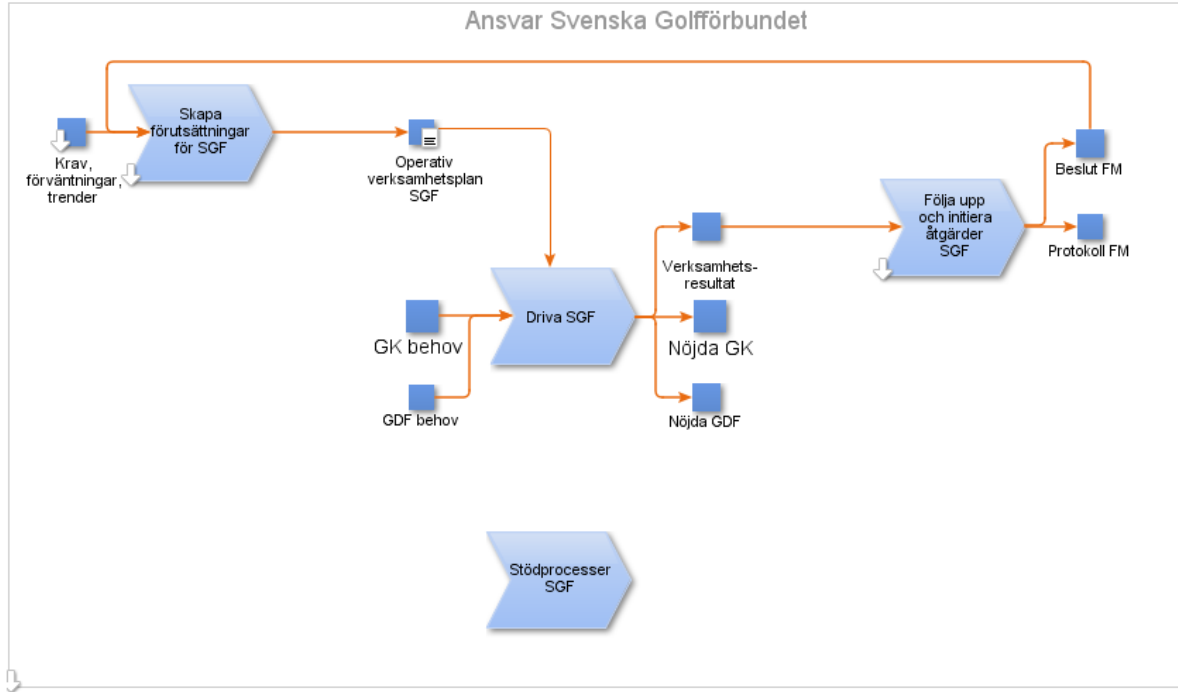 Ansvar Svenska Golfförbundet
Skapa
förutsättningar
för SGF
Krav,
förväntningar,
trender
Operativ
verksamhetsplan
SGF
Beslut FM
Följa upp
och initiera
åtgärder
SGF
Protokoll FM
Verksamhets-
resultat
Driva SGF
GK behov
Nöjda GK
GDF behov
Nöjda GDF
Stödprocesser
SGF